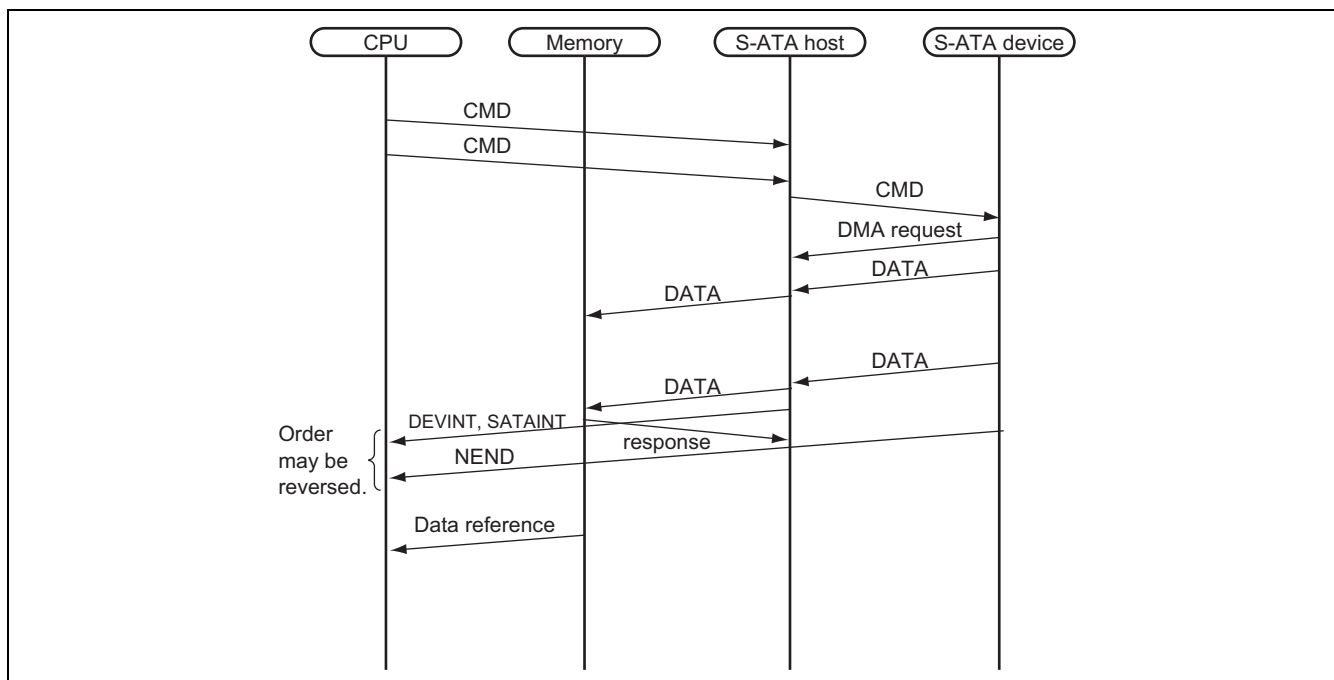 CPU
Memory
S-ATA host
S-ATA device
CMD
CMD
CMD
DMA request
DATA
DATA
DATA
DATA
DEVINT, SATAINT
response
NEND
Order
may be
reversed.
Data reference